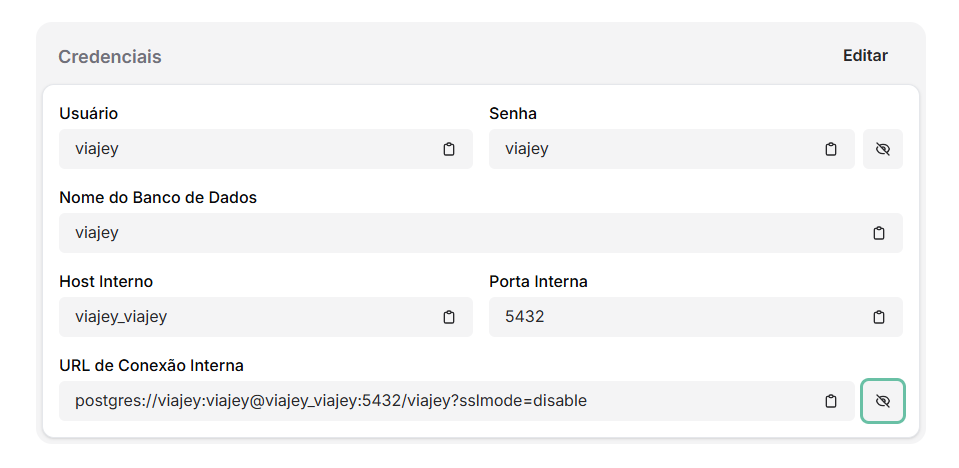 Credenciais
Editar
Usuário
Senha
viajey
viajey
Nome do Banco de Dados
viajey
Host Interno
Porta Interna
viajey_viajey
5432
URL de Conexão Interna
postgres://viajey:viajey@viajey_viajey:5432/viajey?sslmode=disable